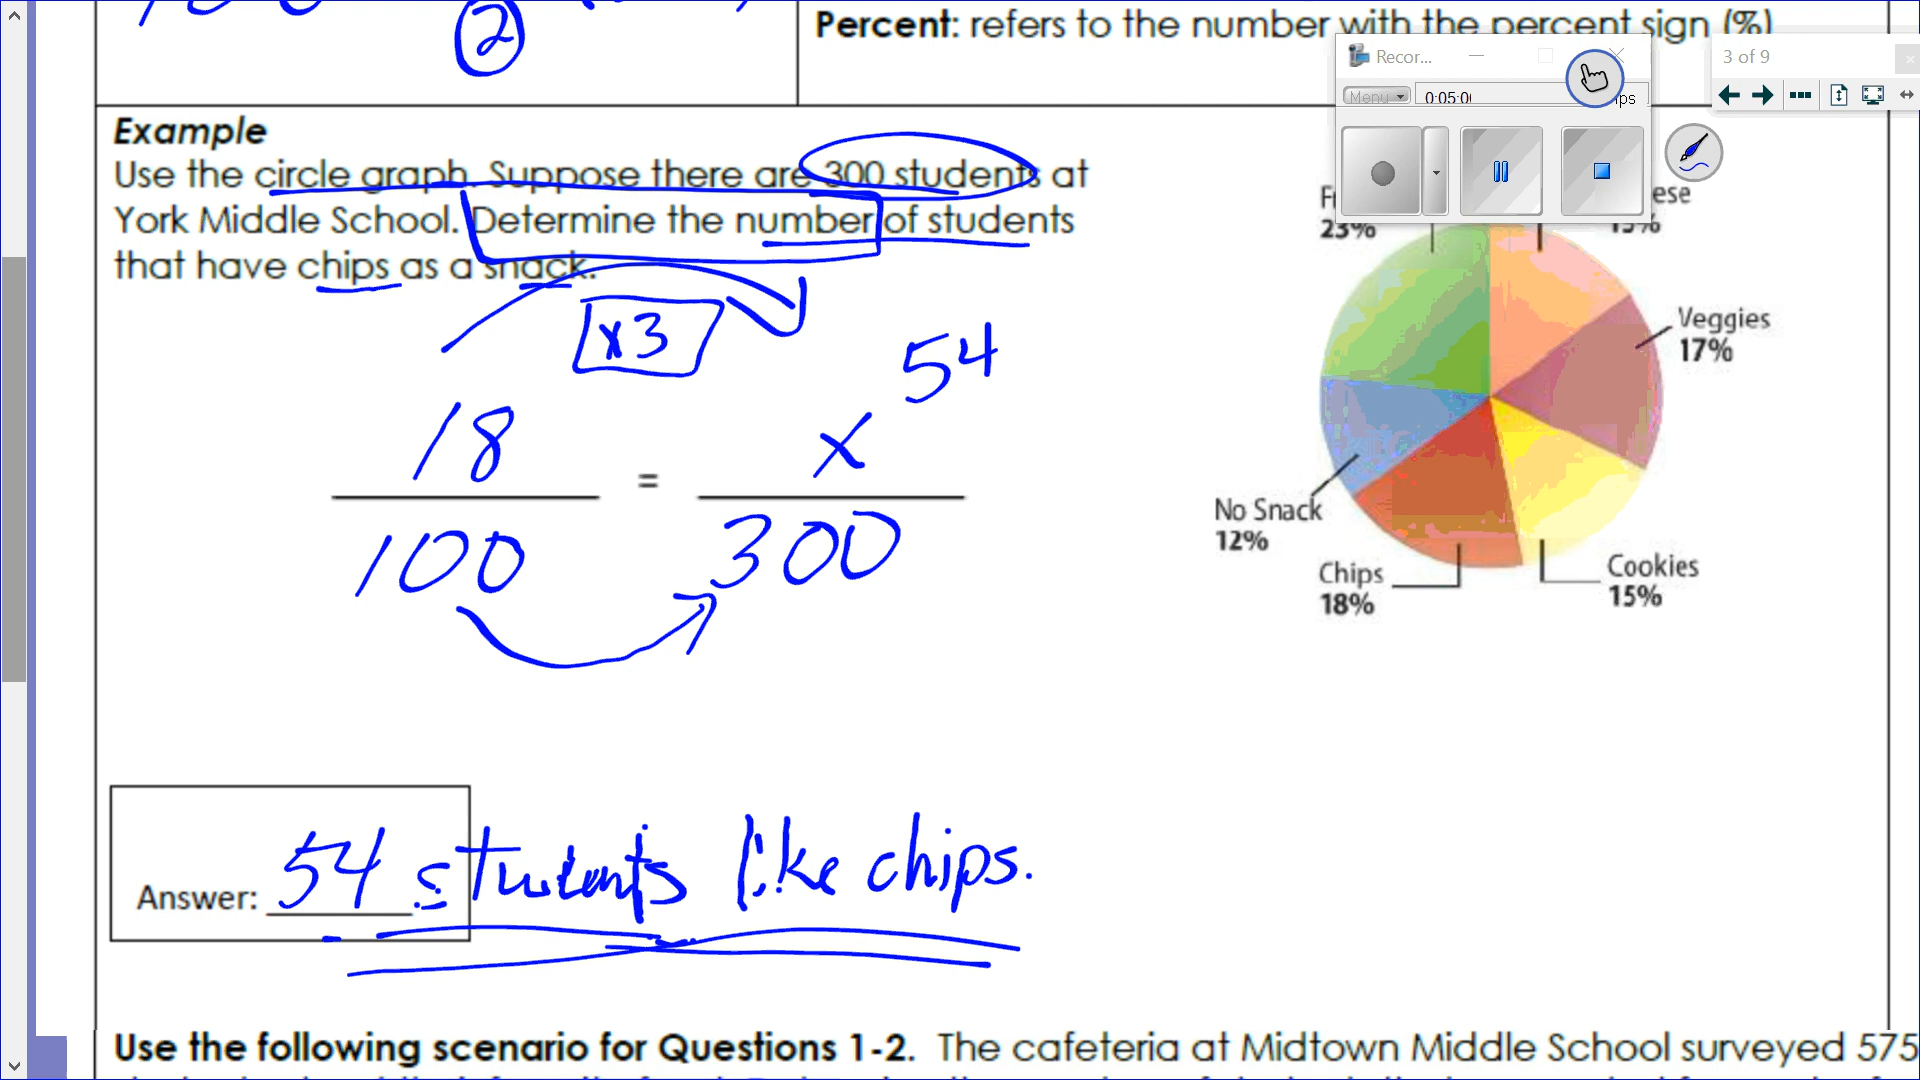 2
Percent: refers to the number with the percent sign (%)
Recor...
3 of 9
Menu
0:05:0
Example
Use the circle graph. Suppose there are 300 students at
York Middle School. Determine the number of students
that have chips as a snack.
x3
54
18
x
=
100
300
23%
15%
Veggies
17%
No Snack
12%
Chips
18%
Cookies
15%
Answer: 54 students like chips.
Use the following scenario for Questions 1-2. The cafeteria at Midtown Middle School surveyed 575